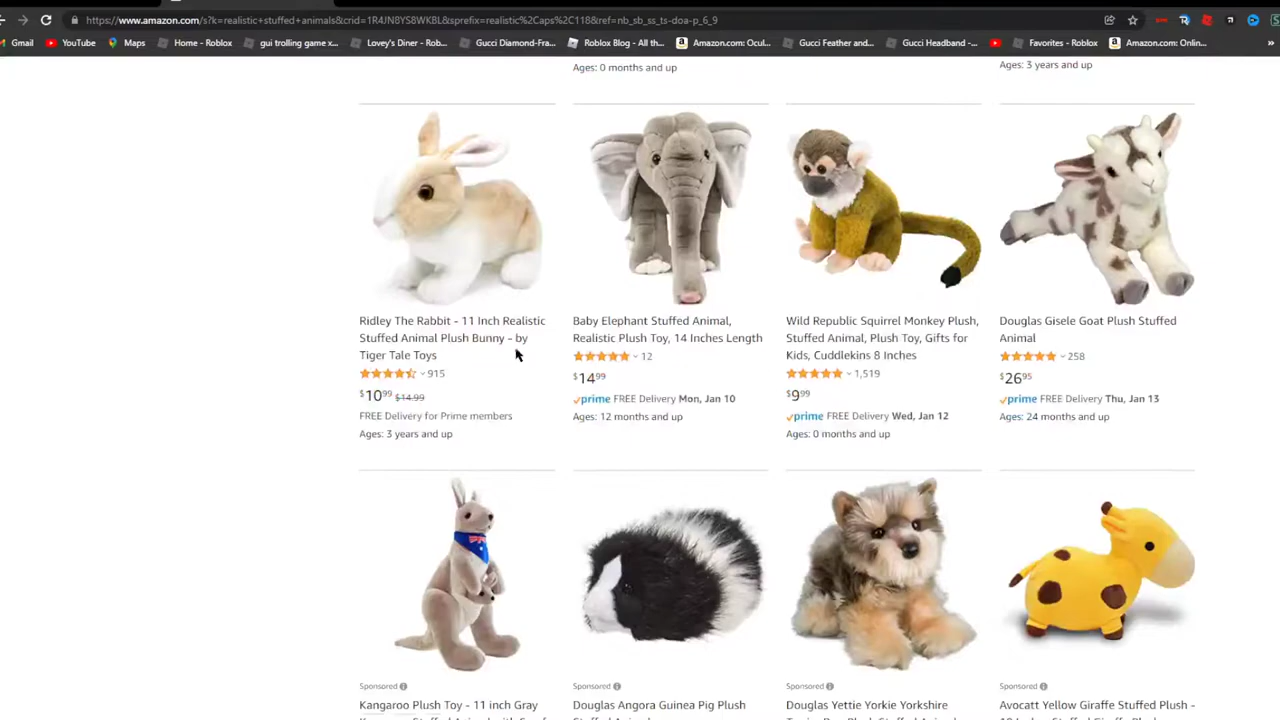 https://www.amazon.com/s?k=realistic+stuffed+animals&crid=1R4JN8YS8WKBL&sprefix=realistic%2Caps%2C118&ref=nb_sb_ss_ts-doa-p_6_9
Gmail YouTube Maps Home - Roblox gui trolling game x... Lovey's Diner - Rob... Gucci Diamond-Fra... Roblox Blog - All th... Amazon.com: Ocul... Gucci Feather and... Gucci Headband -... Favorites - Roblox Amazon.com: Onlin... »
Ages: 0 months and up
Ages: 3 years and up
Ridley The Rabbit - 11 Inch Realistic
Stuffed Animal Plush Bunny - by
Tiger Tale Toys
915
$10.99 $14.99
FREE Delivery for Prime members
Ages: 3 years and up
Baby Elephant Stuffed Animal,
Realistic Plush Toy, 14 Inches Length
12
$14.99
prime FREE Delivery Mon, Jan 10
Ages: 12 months and up
Wild Republic Squirrel Monkey Plush,
Stuffed Animal, Plush Toy, Gifts for
Kids, Cuddlekins 8 Inches
1,519
$9.99
prime FREE Delivery Wed, Jan 12
Ages: 0 months and up
Douglas Gisele Goat Plush Stuffed
Animal
258
$26.95
prime FREE Delivery Thu, Jan 13
Ages: 24 months and up
Sponsored
Kangaroo Plush Toy - 11 inch Gray
Sponsored
Douglas Angora Guinea Pig Plush
Sponsored
Douglas Yettie Yorkie Yorkshire
Sponsored
Avocatt Yellow Giraffe Stuffed Plush -